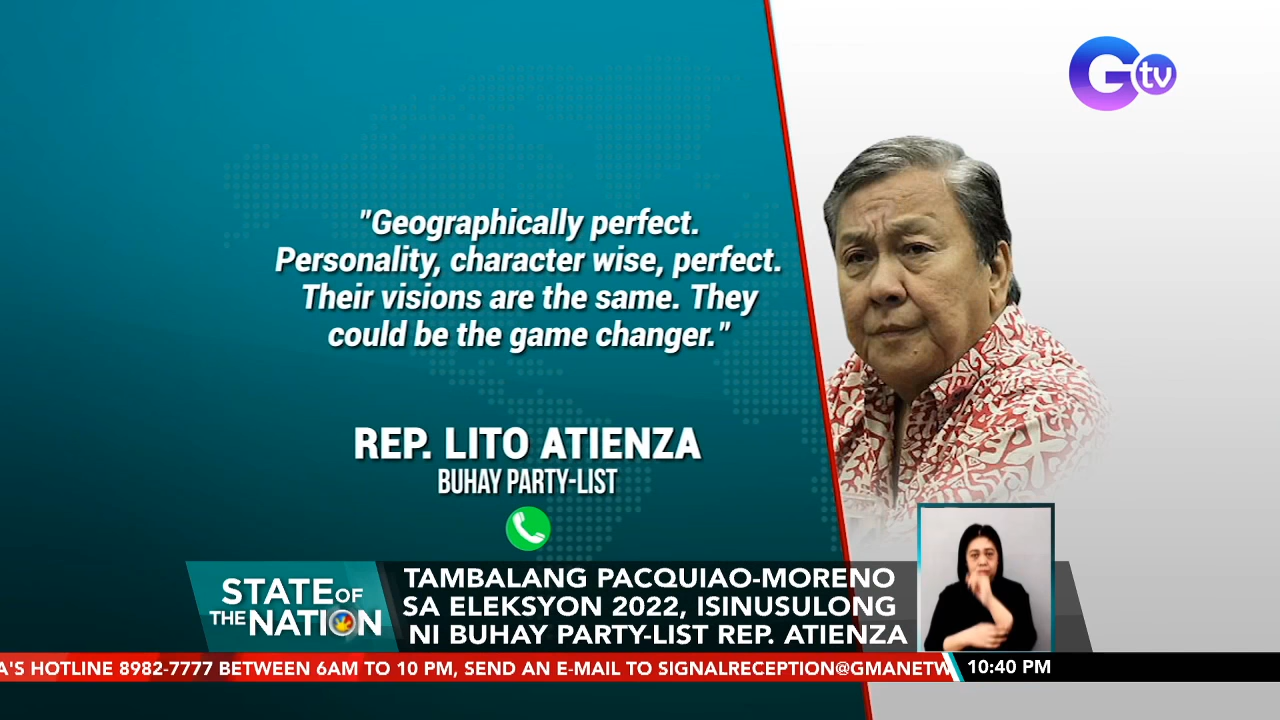 G tv
"Geographically perfect.
Personality, character wise, perfect.
Their visions are the same. They
could be the game changer."
REP. LITO ATIENZA
BUHAY PARTY-LIST
STATE OF
THE NATION
TAMBALANG PACQUIAO-MORENO
SA ELEKSYON 2022, ISINUSULONG
NI BUHAY PARTY-LIST REP. ATIENZA
A'S HOTLINE 8982-7777 BETWEEN 6AM TO 10 PM, SEND AN E-MAIL TO SIGNALRECEPTION@GMANETW
10:40 PM